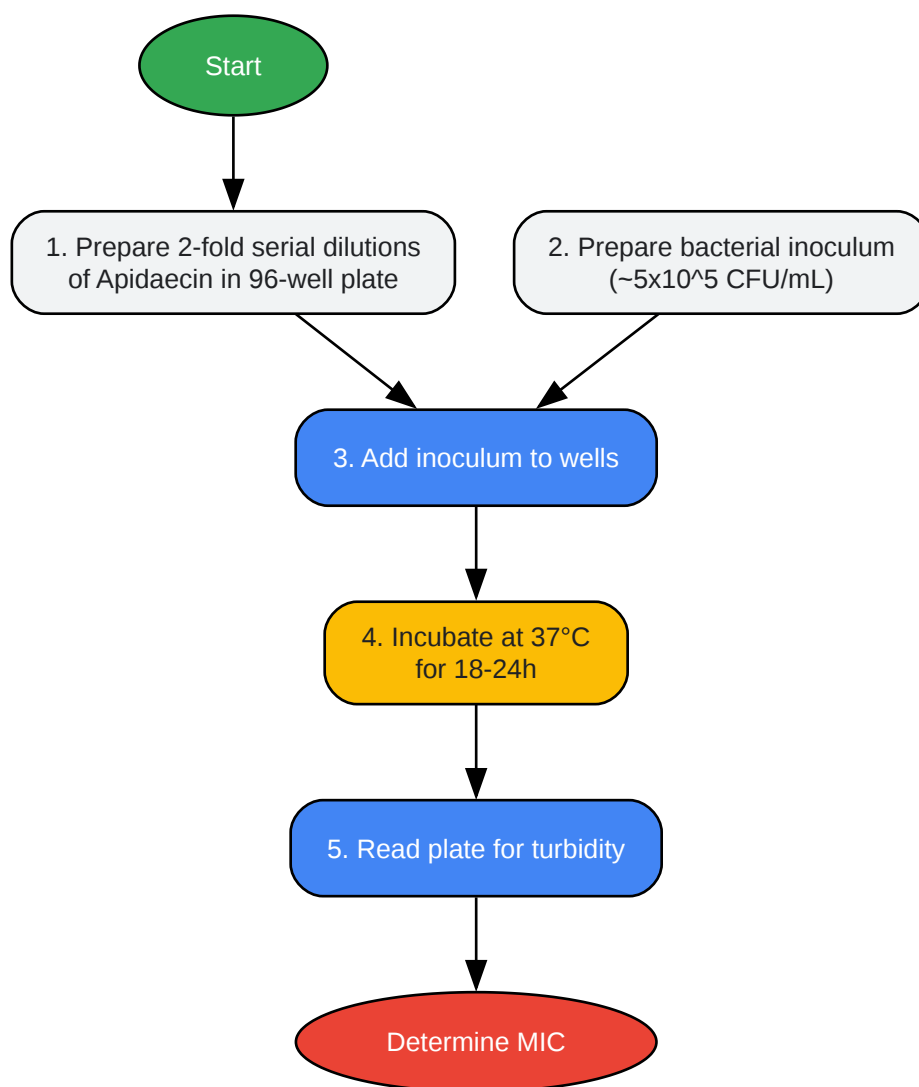 Start
1. Prepare 2-fold serial dilutions
of Apidaecin in 96-well plate
2. Prepare bacterial inoculum
(~5x10^5 CFU/mL)
3. Add inoculum to wells
4. Incubate at 37°C
for 18-24h
5. Read plate for turbidity
Determine MIC